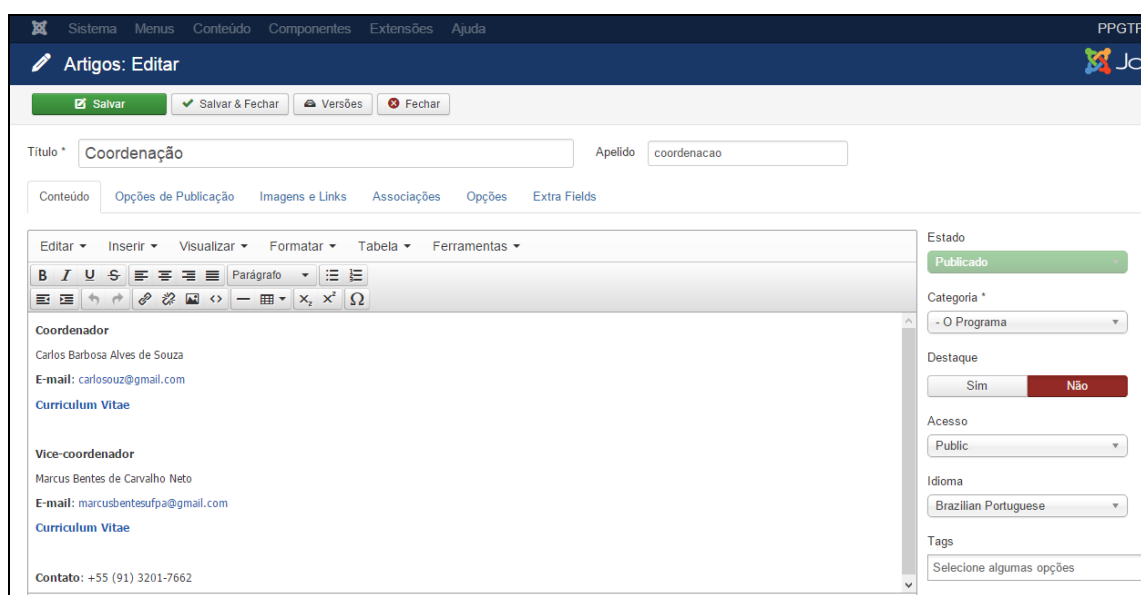 Sistema Menus Conteúdo Componentes Extensões Ajuda PPGTP
Artigos: Editar Jo
Salvar Salvar & Fechar Versões Fechar
Título * Coordenação Apelido coordenacao
Conteúdo Opções de Publicação Imagens e Links Associações Opções Extra Fields
Editar Inserir Visualizar Formatar Tabela Ferramentas
B I U S Parágrafo
x₂ x² Ω
Coordenador
Carlos Barbosa Alves de Souza
E-mail: carlosouz@gmail.com
Curriculum Vitae
Vice-coordenador
Marcus Bentes de Carvalho Neto
E-mail: marcusbentesufpa@gmail.com
Curriculum Vitae
Contato: +55 (91) 3201-7662
Estado
Publicado
Categoria *
- O Programa
Destaque
Sim Não
Acesso
Public
Idioma
Brazilian Portuguese
Tags
Selecione algumas opções